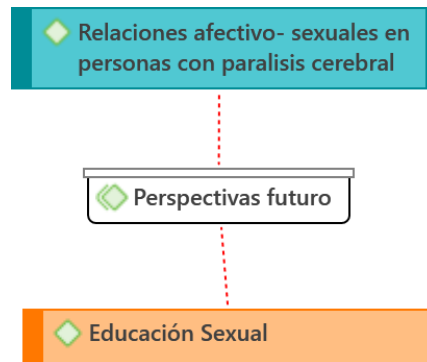 Relaciones afectivo- sexuales en
personas con paralisis cerebral
Perspectivas futuro
Educación Sexual